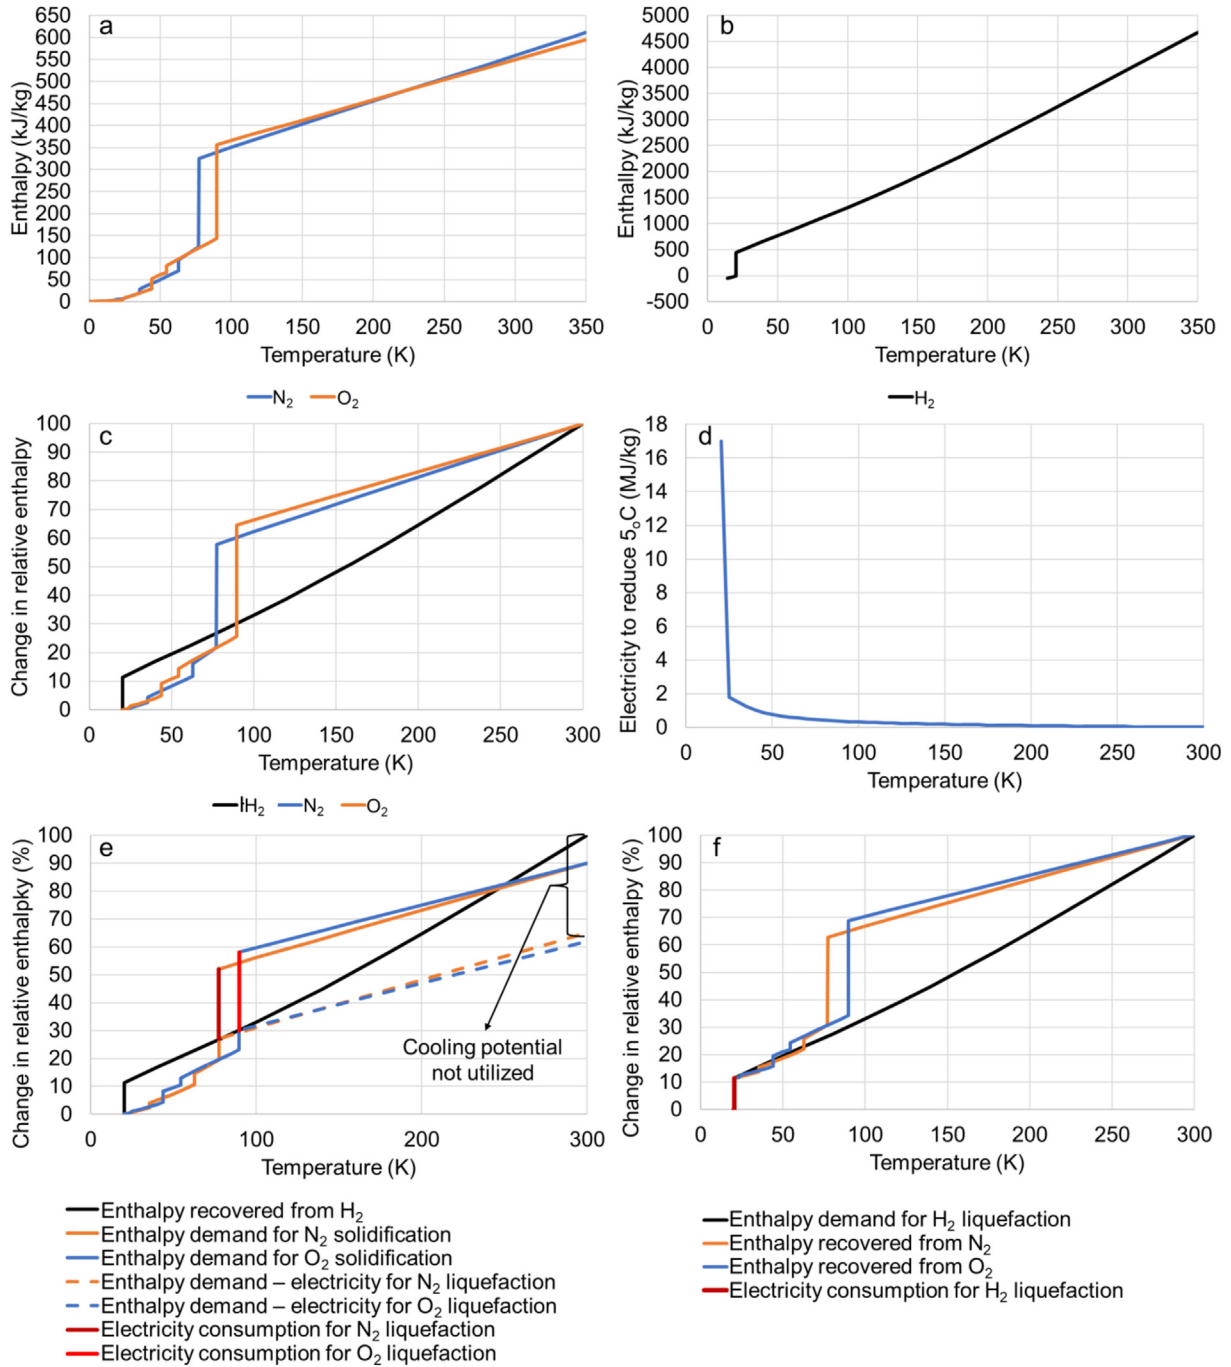 a
Enthalpy (kJ/kg)
650
600
550
500
450
400
350
300
250
200
150
100
50
0
0 50 100 150 200 250 300 350
Temperature (K)
N₂ O₂
b
Enthallpy (kJ/kg)
5000
4500
4000
3500
3000
2500
2000
1500
1000
500
0
-500
0 50 100 150 200 250 300 350
Temperature (K)
H₂
c
Change in relative enthalpy
100
90
80
70
60
50
40
30
20
10
0
0 50 100 150 200 250 300
Temperature (K)
H₂ N₂ O₂
d
Electricity to reduce 5₀C (MJ/kg)
18
16
14
12
10
8
6
4
2
0
0 50 100 150 200 250 300
Temperature (K)
e
Change in relative enthalpky (%)
100
90
80
70
60
50
40
30
20
10
0
0 100 200 300
Temperature (K)
Cooling potential
not utilized
Enthalpy recovered from H₂
Enthalpy demand for N₂ solidification
Enthalpy demand for O₂ solidification
Enthalpy demand – electricity for N₂ liquefaction
Enthalpy demand – electricity for O₂ liquefaction
Electricity consumption for N₂ liquefaction
Electricity consumption for O₂ liquefaction
f
Change in relative enthalpy (%)
100
90
80
70
60
50
40
30
20
10
0
0 50 100 150 200 250 300
Temperature (K)
Enthalpy demand for H₂ liquefaction
Enthalpy recovered from N₂
Enthalpy recovered from O₂
Electricity consumption for H₂ liquefaction